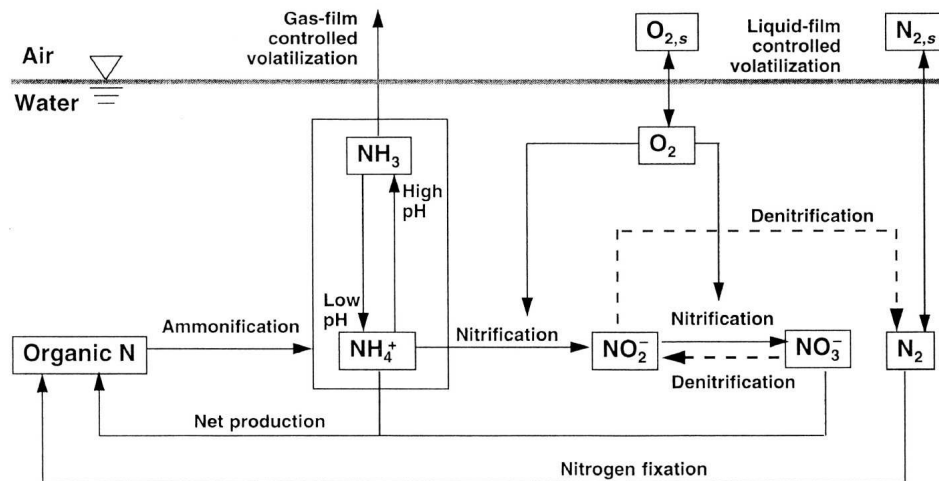 Gas-film
controlled
volatilization
O2,s
Liquid-film
controlled
volatilization
N2,s
Air
Water
NH3
O2
High
pH
Denitrification
Low
pH
Ammonification
Nitrification
Nitrification
Organic N
NH4+
NO2−
NO3−
N2
Denitrification
Net production
Nitrogen fixation